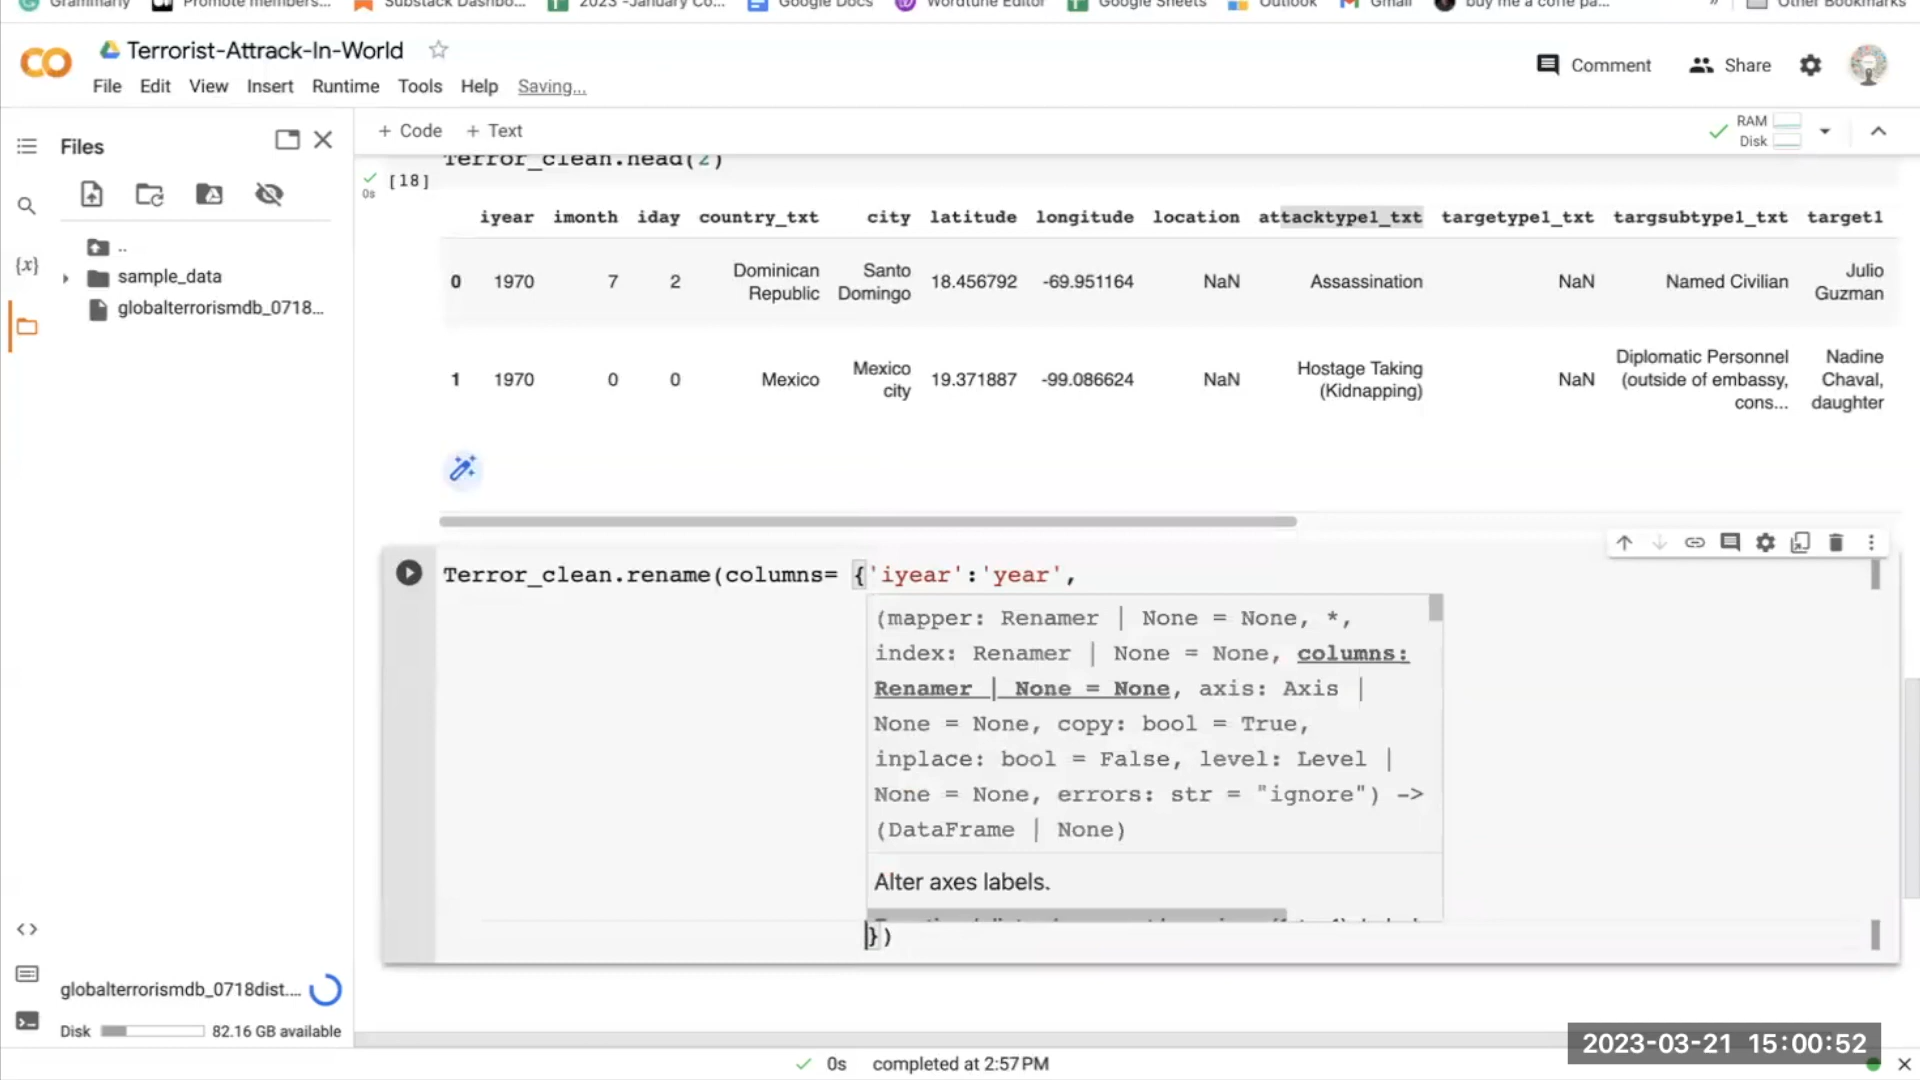 Grammarly Promote members... Substack Dashbo... 2023 -January Co... Google Docs Wordtune Editor Google Sheets Outlook Gmail buy me a coffe pa... » Other Bookmarks
CO Terrorist-Attrack-In-World
File Edit View Insert Runtime Tools Help Saving...
Comment Share
Files
+ Code + Text
RAM
Disk
..
sample_data
globalterrorismdb_0718...
{x}
Terror_clean.head(2)
0s [18]
iyear imonth iday country_txt city latitude longitude location attacktype1_txt targetype1_txt targsubtype1_txt target1
0 1970 7 2 Dominican Republic Santo Domingo 18.456792 -69.951164 NaN Assassination NaN Named Civilian Julio Guzman
1 1970 0 0 Mexico Mexico city 19.371887 -99.086624 NaN Hostage Taking (Kidnapping) NaN Diplomatic Personnel (outside of embassy, cons... Nadine Chaval, daughter
Terror_clean.rename(columns= {'iyear':'year',
(mapper: Renamer | None = None, *,
index: Renamer | None = None, columns:
Renamer | None = None, axis: Axis |
None = None, copy: bool = True,
inplace: bool = False, level: Level |
None = None, errors: str = "ignore") ->
(DataFrame | None)
Alter axes labels.
})
globalterrorismdb_0718dist....
Disk 82.16 GB available
0s completed at 2:57 PM
2023-03-21 15:00:52